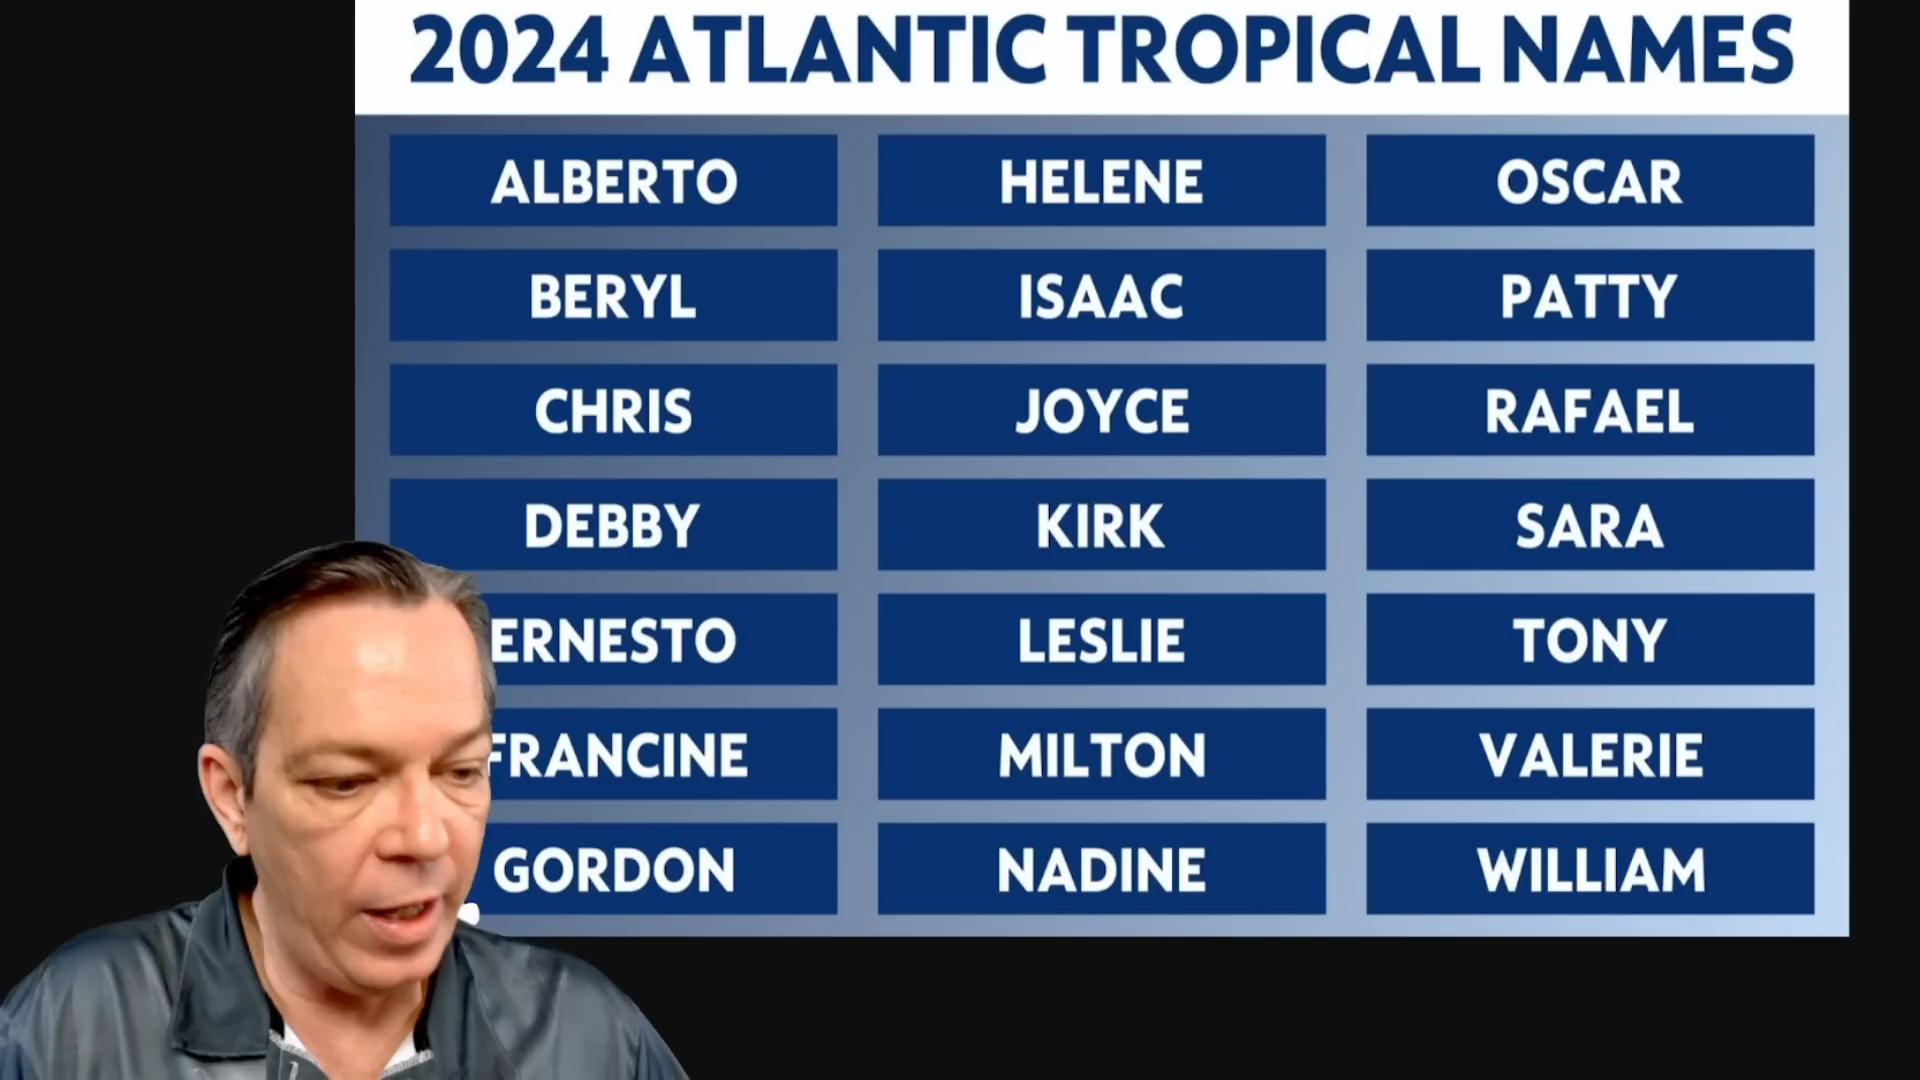 2024 ATLANTIC TROPICAL NAMES
ALBERTO HELENE OSCAR
BERYL ISAAC PATTY
CHRIS JOYCE RAFAEL
DEBBY KIRK SARA
ERNESTO LESLIE TONY
FRANCINE MILTON VALERIE
GORDON NADINE WILLIAM